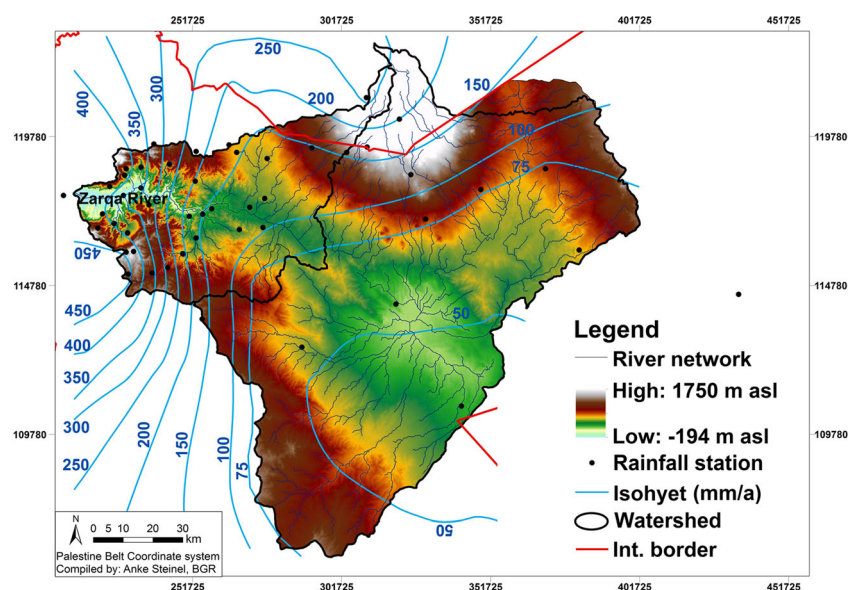 251725 301725 351725 401725 451725
250
150
300
400
200
350
119780 119780
100
75
Zarqa River
450
114780 114780
450
50
Legend
400
River network
350
High: 1750 m asl
300
200
150
Low: -194 m asl
109780 109780
100
250
75
Rainfall station
Isohyet (mm/a)
Watershed
50
N
0 5 10 20 30
km
Int. border
Palestine Belt Coordinate system
Compiled by: Anke Steinel, BGR
251725 301725 351725 401725 451725